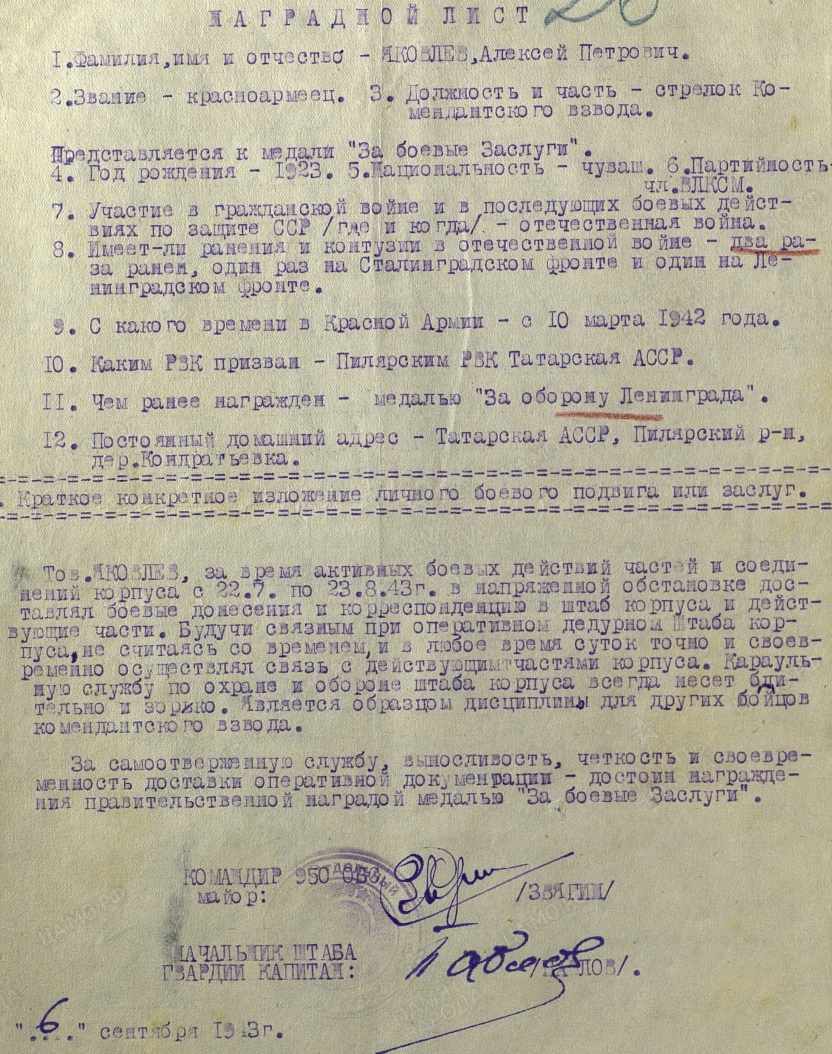 НАГРАДНОЙ ЛИСТ
1.Фамилия,имя и отчество - ЯКОВЛЕВ,Алексей Петрович.
2.Звание - красноармеец. 3. Должность и часть - стрелок Ко-
мендантского взвода.
Представляется к медали "За боевые Заслуги".
4. Год рождения - 1923. 5.Национальность - чуваш. 6.Партийность-
чл.ВЛКСМ.
7. Участие в гражданской войне и в последующих боевых дейст-
виях по защите ССР /где и когда/ - отечественная война.
8. Имеет-ли ранения и контузии в отечественной войне - два ра-
за ранен, один раз на Сталинградском фронте и один на Ле-
нинградском фронте.
9. С какого времени в Красной Армии - с 10 марта 1942 года.
10. Каким РВК призван - Пилярским РВК Татарская АССР.
11. Чем ранее награжден - медалью "За оборону Ленинграда".
12. Постоянный домашний адрес - Татарская АССР, Пилярский р-н,
дер.Кондратьевка.
. Краткое конкретное изложение личного боевого подвига или заслуг.
Тов.ЯКОВЛЕВ, за время активных боевых действий частей и соеди-
нений корпуса с 22.7. по 23.8.43г. в напряженной обстановке дос-
тавлял боевые донесения и корреспонденцию в штаб корпуса и дейст-
вующие части. Будучи связным при оперативном дедурном Штаба кор-
пуса,не считаясь со временем,и в любое время суток точно и своев-
ременно осуществлял связь с действующимтчастями корпуса. Карауль-
ную службу по охране и обороне штаба корпуса всегда несет бди-
тельно и зорко. Является образцом дисциплины для других бойцов
комендантского взвода.
За самоотверженную службу, выносливость, четкость и своевре-
менность доставки оперативной документации - достоин награжде-
ния правительственной наградой медалью "За боевые Заслуги".
КОМАНДИР 950 ОБС
майор: /ЗВЯГИН/
НАЧАЛЬНИК ШТАБА
ГВАРДИИ КАПИТАН: /ПАВЛОВ/.
"6" сентября 1943г.